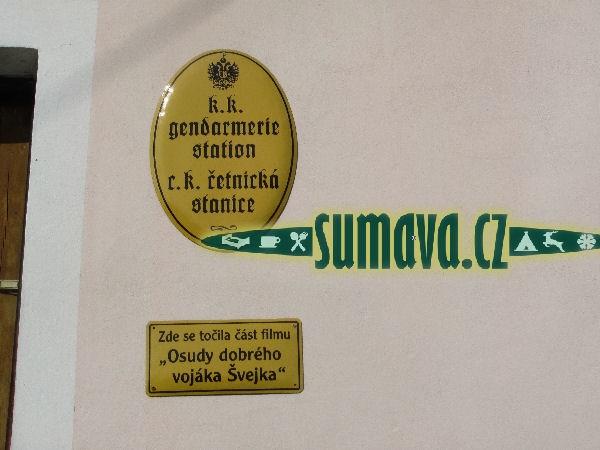 k.k.
gendarmerie
station
c.k. četnická
stanice
sumava.cz
Zde se točila část filmu
„Osudy dobrého
vojáka Švejka“